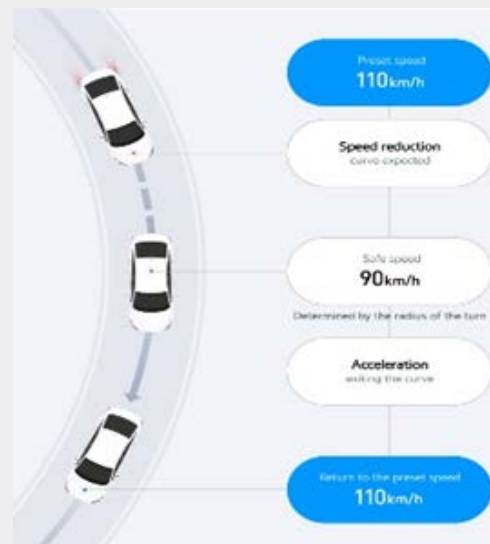 Preset speed
110km/h
Speed reduction
curve expected
Safe speed
90km/h
Determined by the radius of the turn
Acceleration
exiting the curve
Return to the preset speed
110km/h